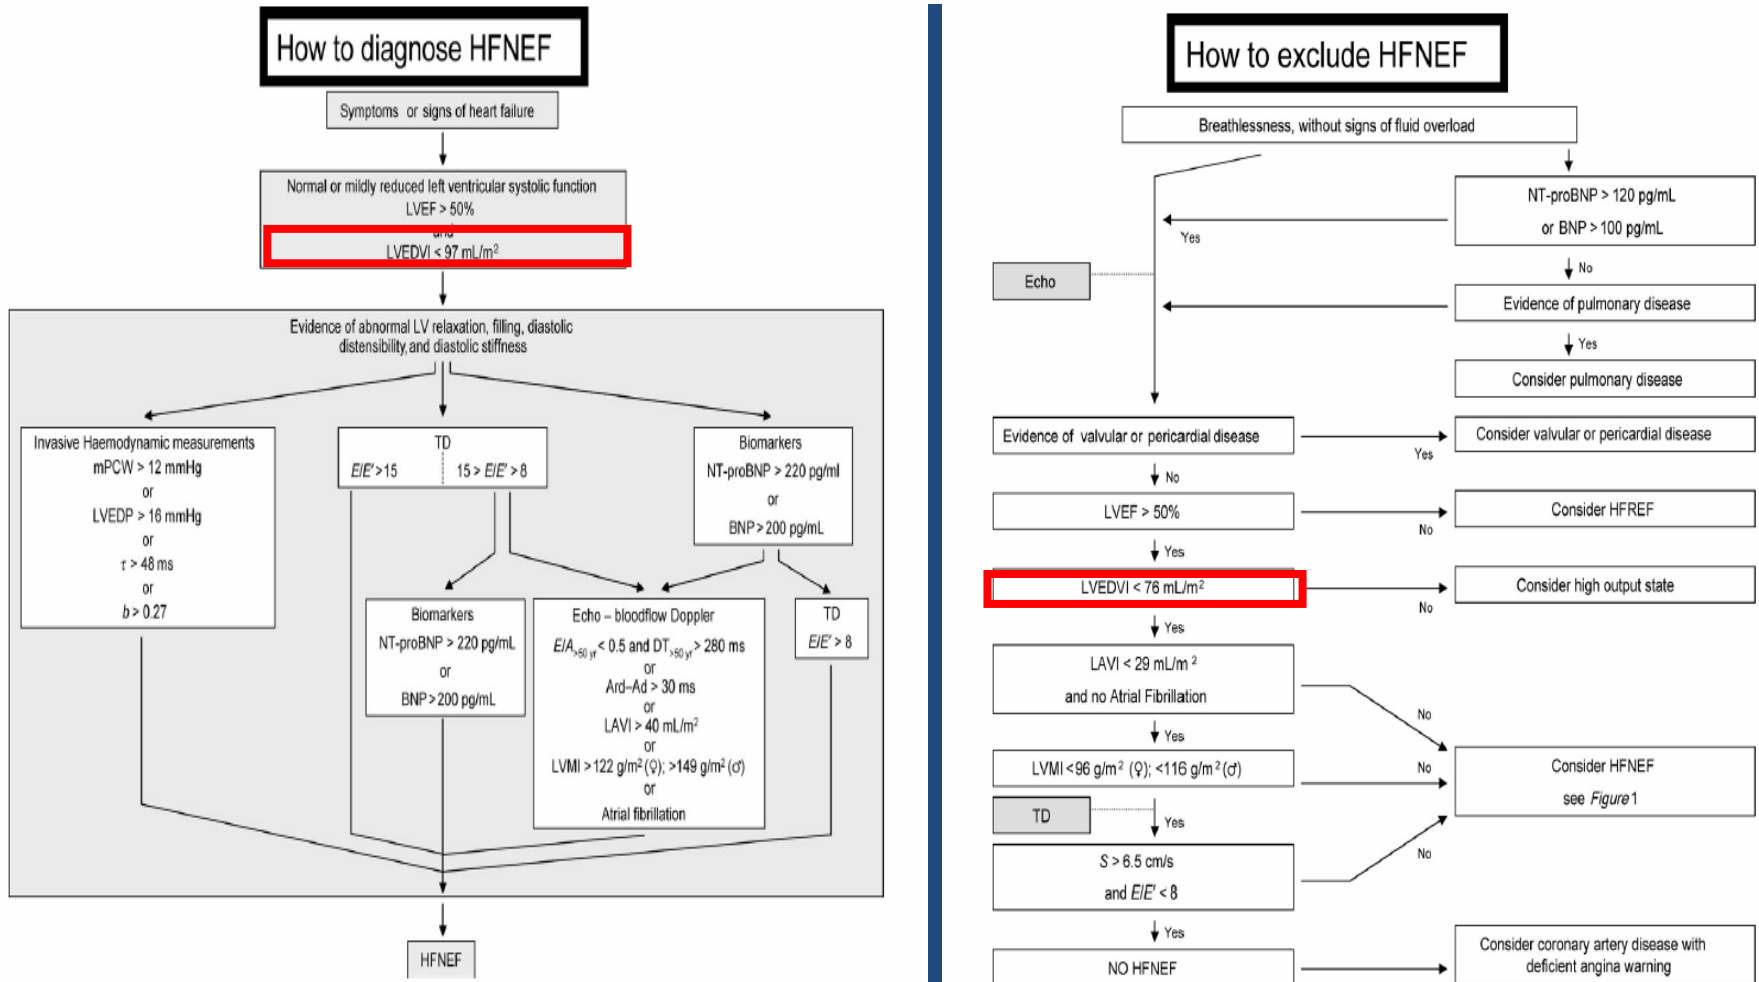 How to diagnose HFNEF
Symptoms or signs of heart failure
Normal or mildly reduced left ventricular systolic function
LVEF > 50%
and
LVEDVI < 97 mL/m²
Evidence of abnormal LV relaxation, filling, diastolic
distensibility, and diastolic stiffness
Invasive Haemodynamic measurements
mPCW > 12 mmHg
or
LVEDP > 16 mmHg
or
τ > 48 ms
or
b > 0.27
TD
E/E' > 15
15 > E/E' > 8
Biomarkers
NT-proBNP > 220 pg/ml
or
BNP > 200 pg/mL
Biomarkers
NT-proBNP > 220 pg/mL
or
BNP > 200 pg/mL
Echo – bloodflow Doppler
E/A>50 yr < 0.5 and DT>50 yr > 280 ms
or
Ard–Ad > 30 ms
or
LAVI > 40 mL/m²
or
LVMI > 122 g/m² (♀); >149 g/m² (♂)
or
Atrial fibrillation
TD
E/E' > 8
HFNEF
How to exclude HFNEF
Breathlessness, without signs of fluid overload
NT-proBNP > 120 pg/mL
or BNP > 100 pg/mL
Yes
No
Echo
Evidence of pulmonary disease
Yes
Consider pulmonary disease
Evidence of valvular or pericardial disease
Yes
Consider valvular or pericardial disease
No
LVEF > 50%
No
Consider HFREF
Yes
LVEDVI < 76 mL/m²
No
Consider high output state
Yes
LAVI < 29 mL/m²
and no Atrial Fibrillation
No
Yes
LVMI < 96 g/m² (♀); <116 g/m² (♂)
No
Consider HFNEF
see Figure 1
TD
Yes
S > 6.5 cm/s
and E/E' < 8
No
Yes
NO HFNEF
Consider coronary artery disease with
deficient angina warning